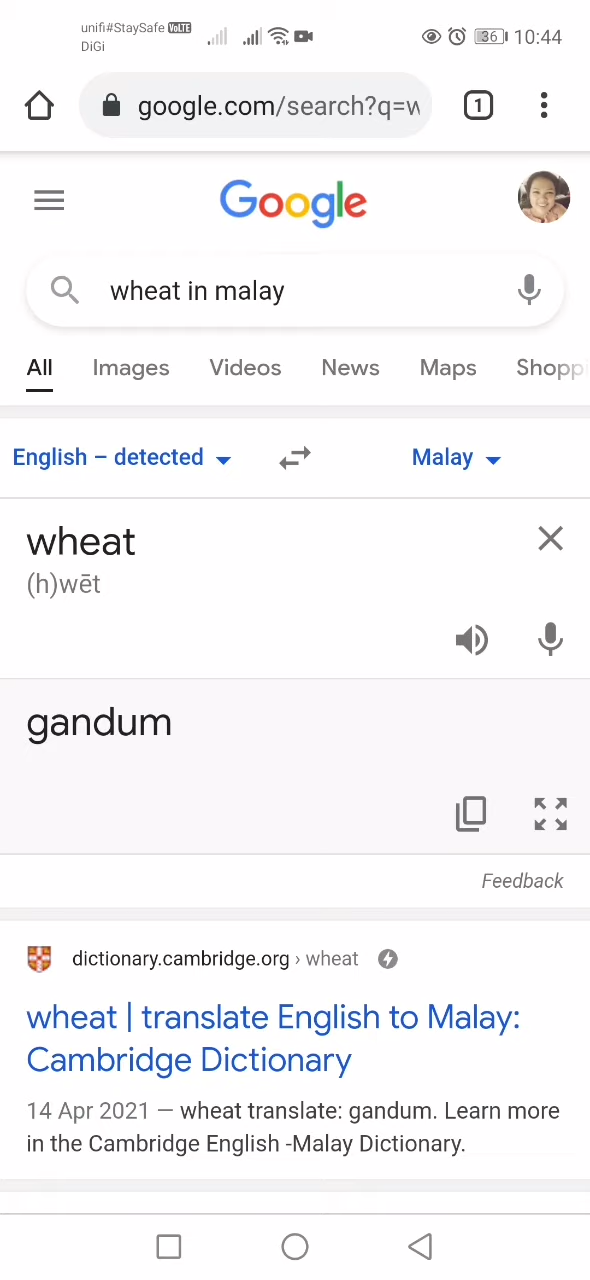 unifi#StaySafe VoLTE
DiGi
36 10:44
google.com/search?q=w
1
Google
wheat in malay
All Images Videos News Maps Shopp
English – detected Malay
wheat
(h)wēt
gandum
Feedback
dictionary.cambridge.org › wheat
wheat | translate English to Malay:
Cambridge Dictionary
14 Apr 2021 — wheat translate: gandum. Learn more
in the Cambridge English -Malay Dictionary.